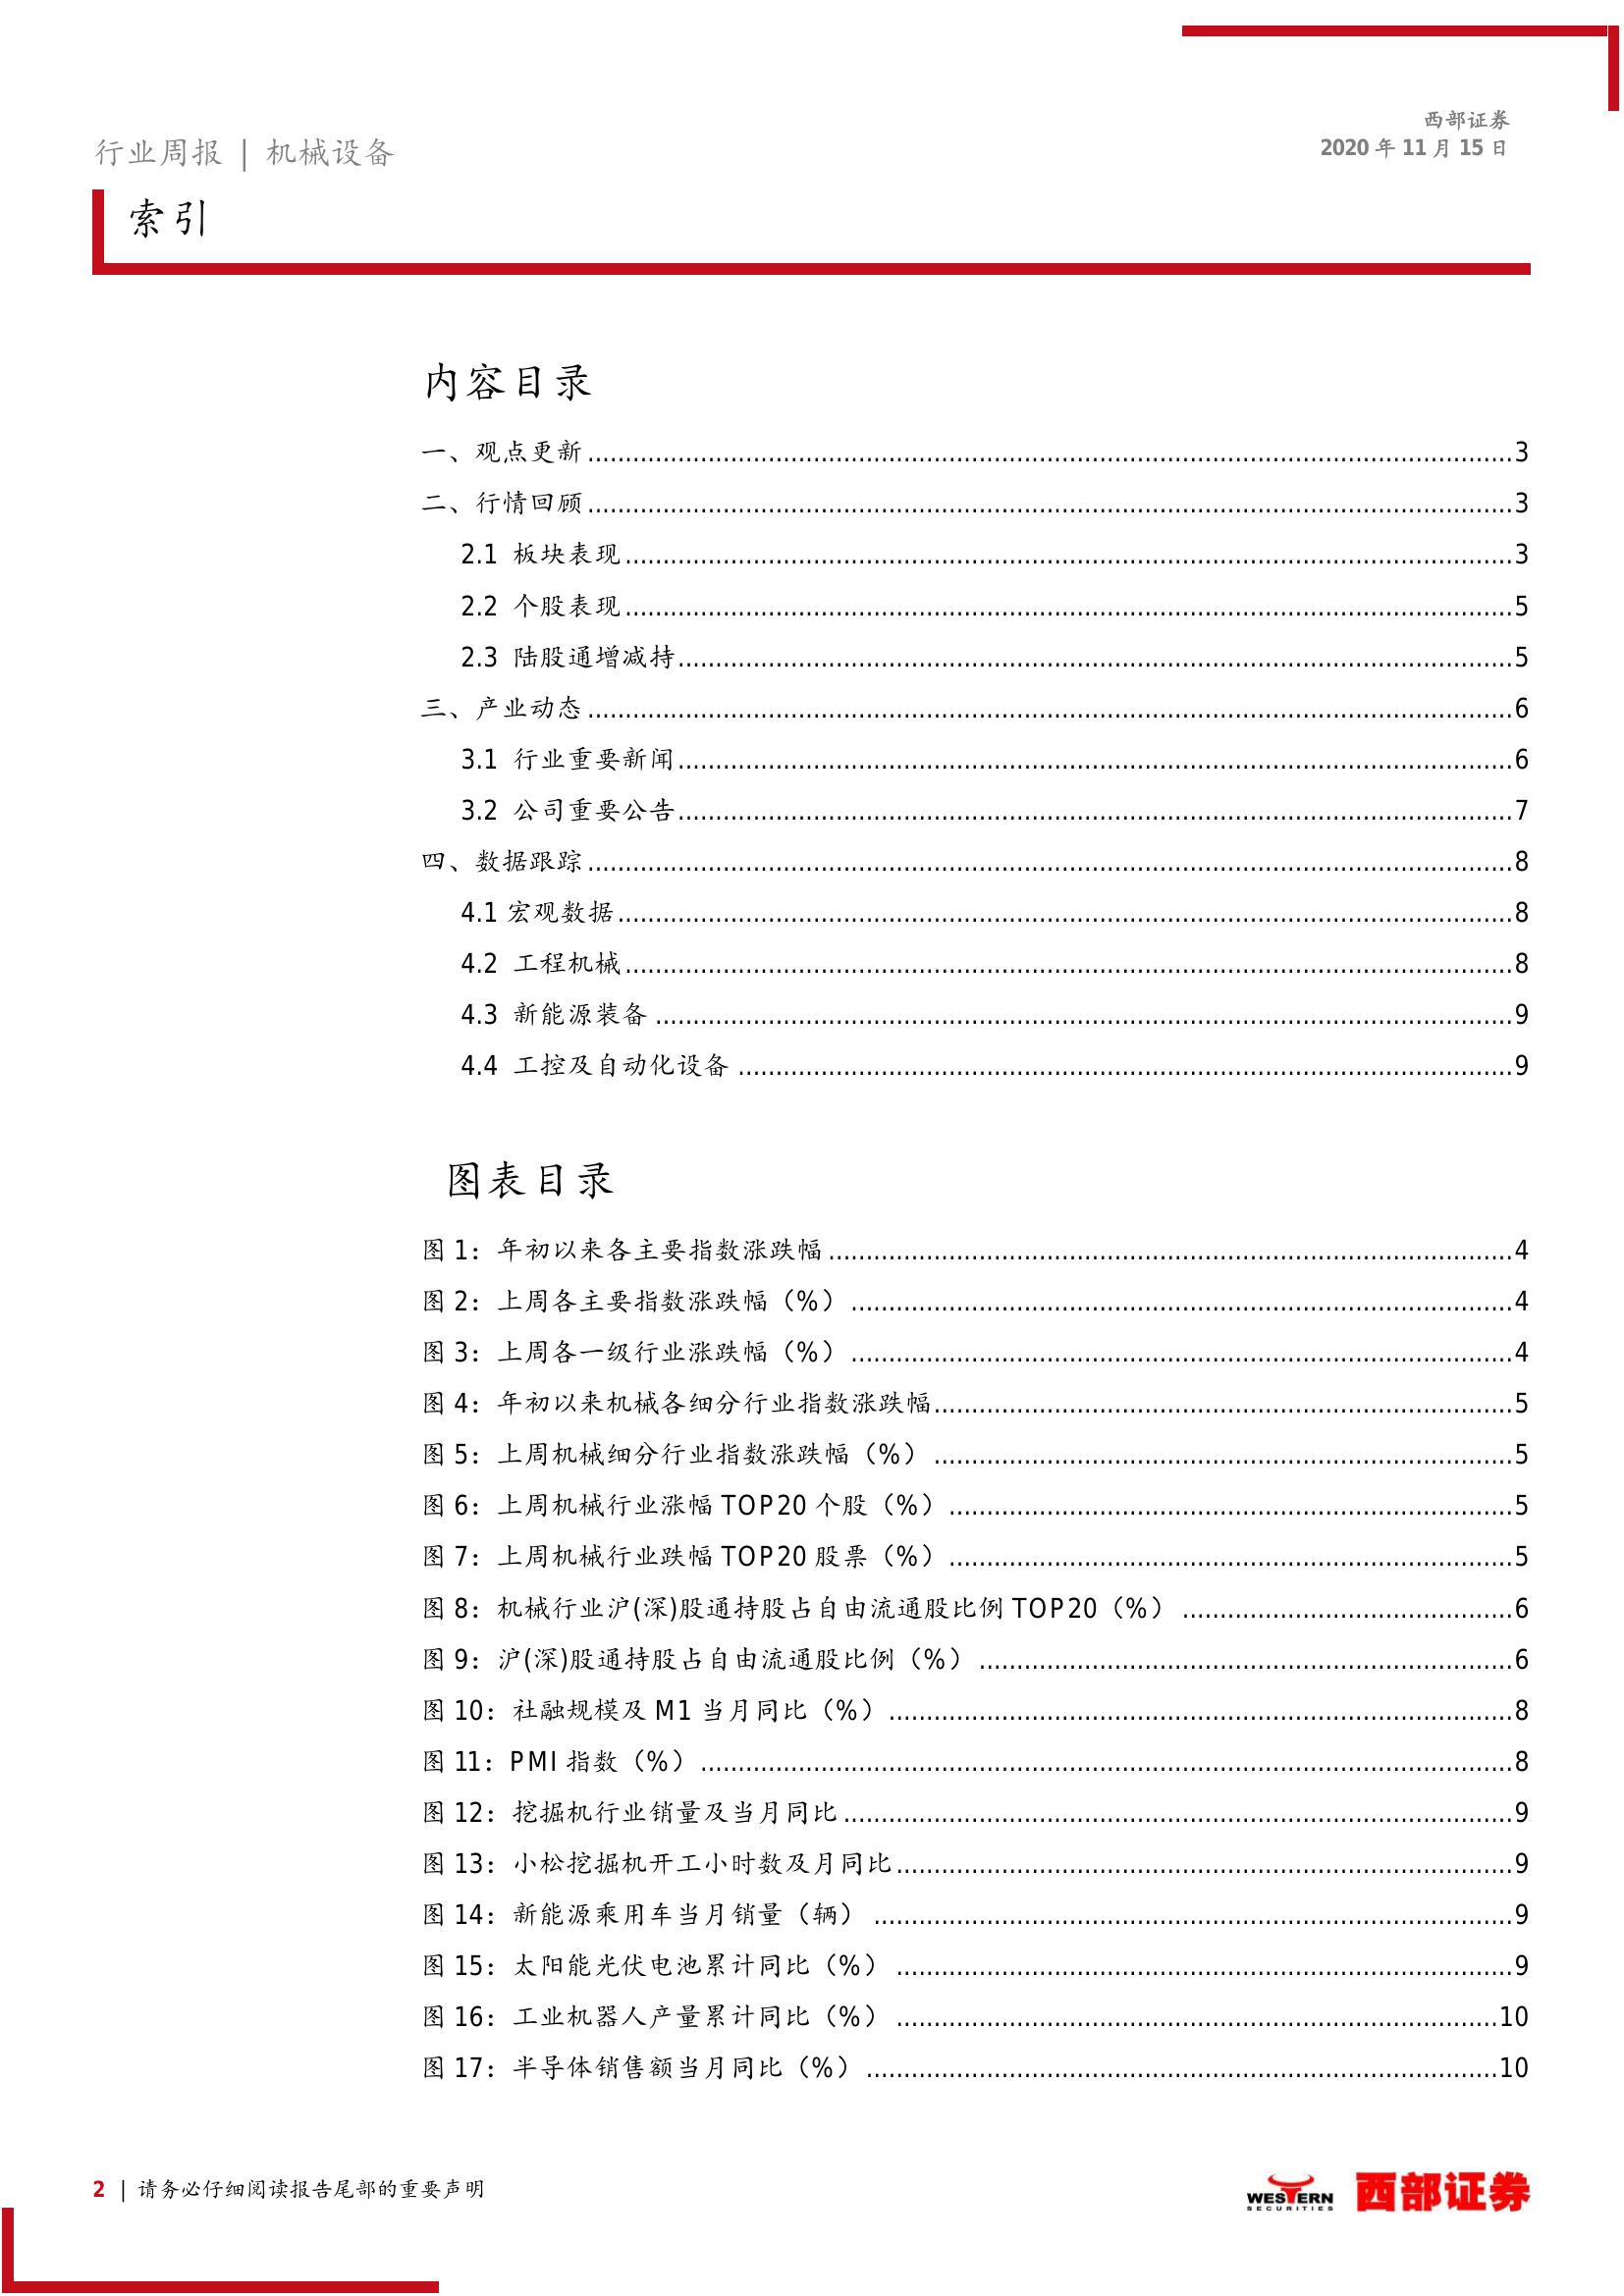 西部证券
2020 年 11 月 15 日
行业周报 | 机械设备
索引
内容目录
一、观点更新........................................................................3
二、行情回顾........................................................................3
2.1 板块表现........................................................................3
2.2 个股表现........................................................................5
2.3 陆股通增减持........................................................................5
三、产业动态........................................................................6
3.1 行业重要新闻........................................................................6
3.2 公司重要公告........................................................................7
四、数据跟踪........................................................................8
4.1 宏观数据........................................................................8
4.2 工程机械........................................................................8
4.3 新能源装备........................................................................9
4.4 工控及自动化设备........................................................................9
图表目录
图 1：年初以来各主要指数涨跌幅........................................................................4
图 2：上周各主要指数涨跌幅（%）........................................................................4
图 3：上周各一级行业涨跌幅（%）........................................................................4
图 4：年初以来机械各细分行业指数涨跌幅........................................................................5
图 5：上周机械细分行业指数涨跌幅（%）........................................................................5
图 6：上周机械行业涨幅 TOP20 个股（%）........................................................................5
图 7：上周机械行业跌幅 TOP20 股票（%）........................................................................5
图 8：机械行业沪(深)股通持股占自由流通股比例 TOP20（%）........................................................................6
图 9：沪(深)股通持股占自由流通股比例（%）........................................................................6
图 10：社融规模及 M1 当月同比（%）........................................................................8
图 11：PMI 指数（%）........................................................................8
图 12：挖掘机行业销量及当月同比........................................................................9
图 13：小松挖掘机开工小时数及月同比........................................................................9
图 14：新能源乘用车当月销量（辆）........................................................................9
图 15：太阳能光伏电池累计同比（%）........................................................................9
图 16：工业机器人产量累计同比（%）........................................................................10
图 17：半导体销售额当月同比（%）........................................................................10
2 | 请务必仔细阅读报告尾部的重要声明
WESTERN
SECURITIES
西部证券